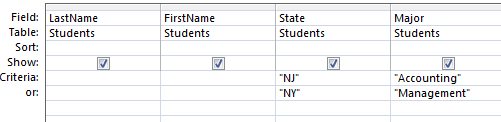 Field: LastName FirstName State Major
Table: Students Students Students Students
Sort:
Show:
Criteria: "NJ" "Accounting"
or: "NY" "Management"